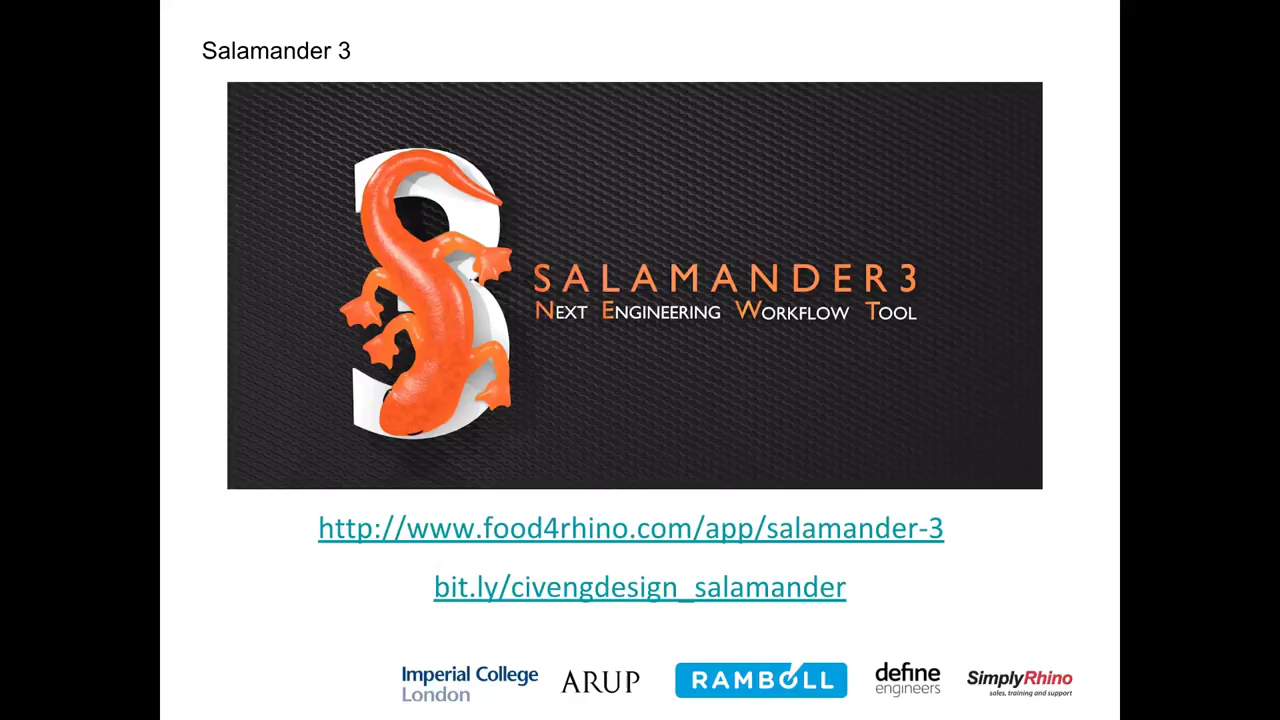 Salamander 3
SALAMANDER3
NEXT ENGINEERING WORKFLOW TOOL
http://www.food4rhino.com/app/salamander-3
bit.ly/civengdesign_salamander
Imperial College
London
ARUP
RAMBOLL
define
engineers
SimplyRhino
sales, training and support